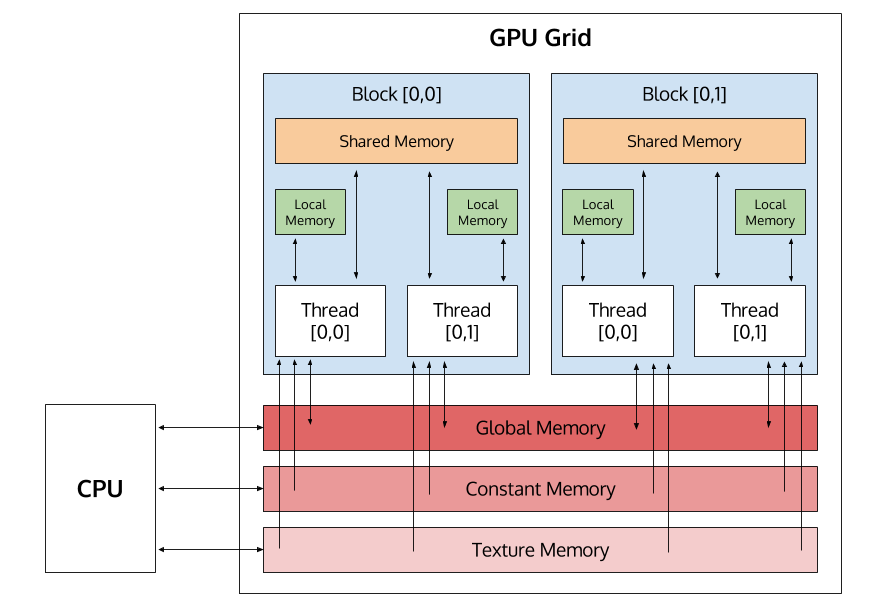 GPU Grid
Block [0,0]
Shared Memory
Local
Memory
Local
Memory
Thread
[0,0]
Thread
[0,1]
Block [0,1]
Shared Memory
Local
Memory
Local
Memory
Thread
[0,0]
Thread
[0,1]
CPU
Global Memory
Constant Memory
Texture Memory